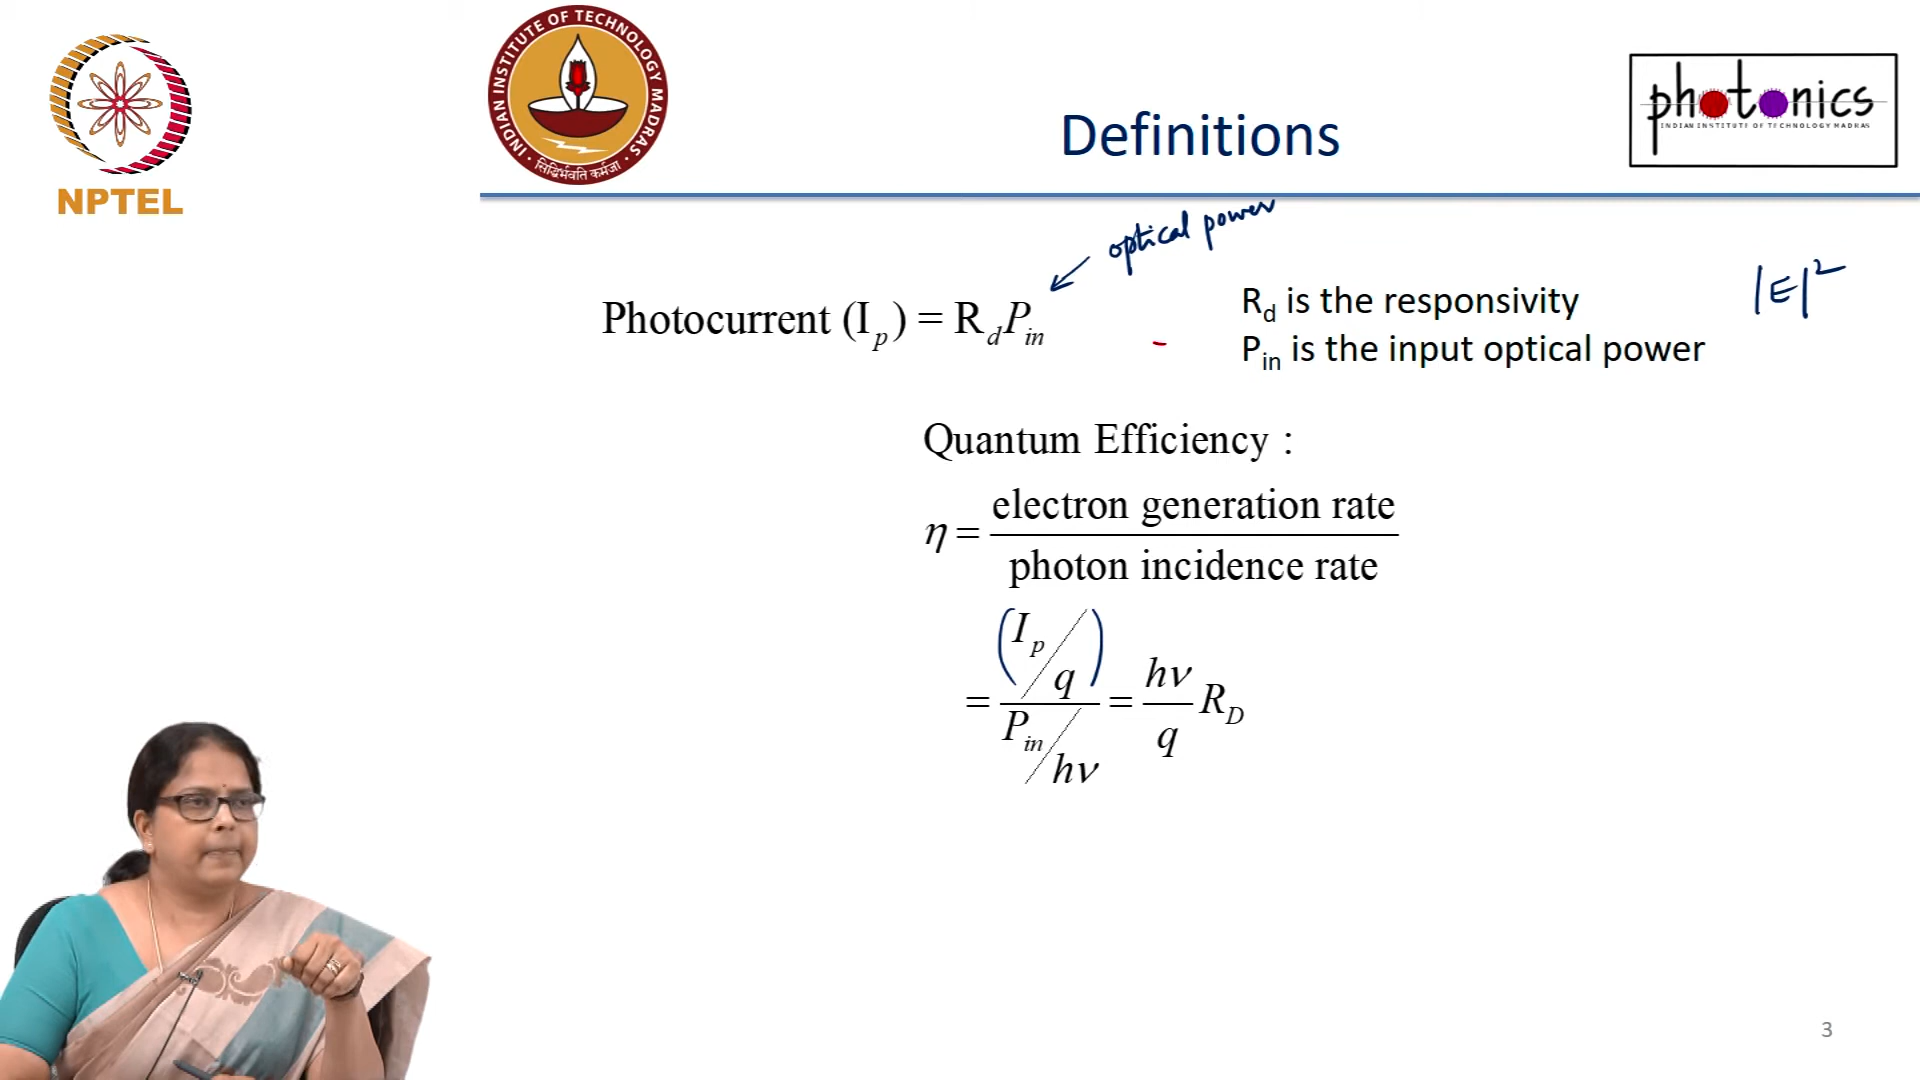 NPTEL
INDIAN INSTITUTE OF TECHNOLOGY MADRAS
सिद्धिर्भवति कर्मजा
photonics
INDIAN INSTITUTE OF TECHNOLOGY MADRAS
Definitions
optical power
Photocurrent (I_p) = R_d P_in
R_d is the responsivity
P_in is the input optical power
|E|²
Quantum Efficiency :
η = electron generation rate / photon incidence rate
= (I_p/q) / P_in/hν = hν/q R_D
3